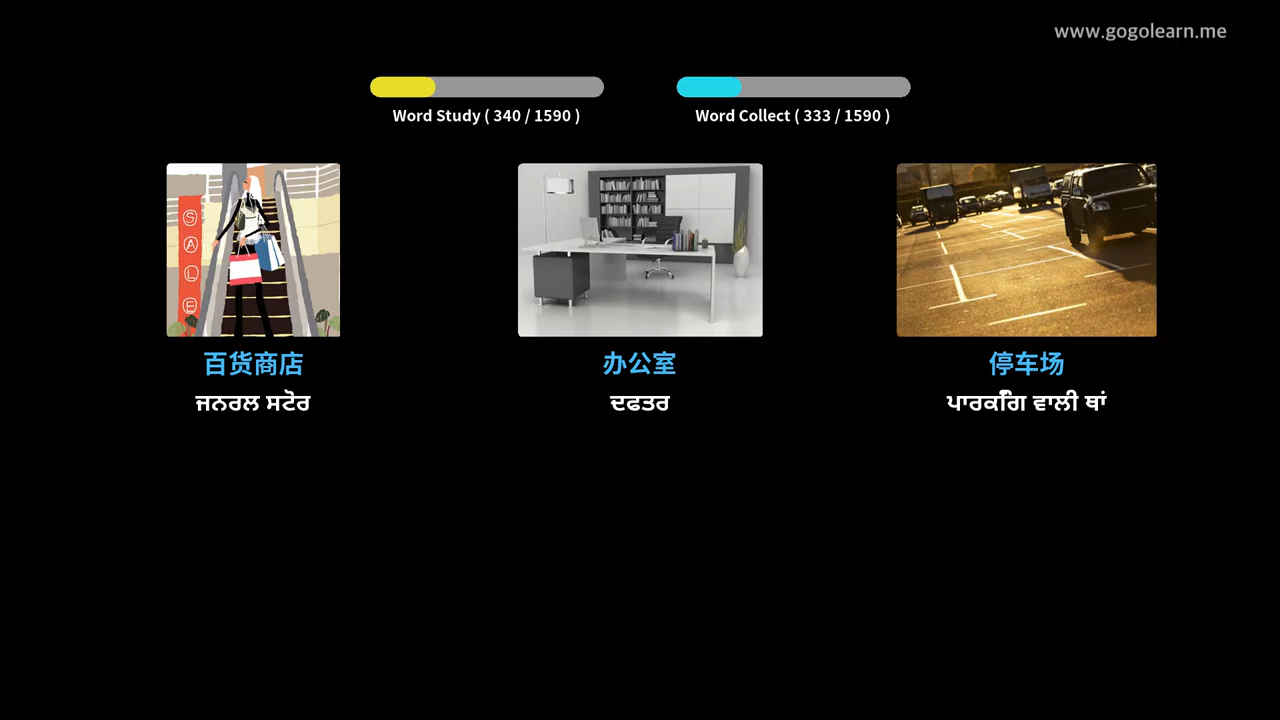 www.gogolearn.me
Word Study ( 340 / 1590 )
Word Collect ( 333 / 1590 )
SALE
百货商店
办公室
停车场
ਜਨਰਲ ਸਟੋਰ
ਦਫਤਰ
ਪਾਰਕਿੰਗ ਵਾਲੀ ਥਾਂ